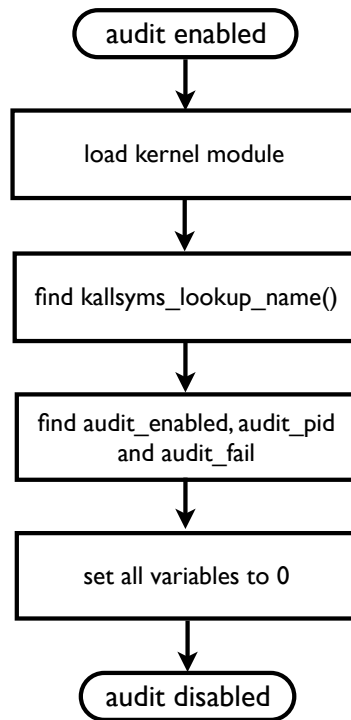 audit enabled
load kernel module
find kallsyms_lookup_name()
find audit_enabled, audit_pid
and audit_fail
set all variables to 0
audit disabled